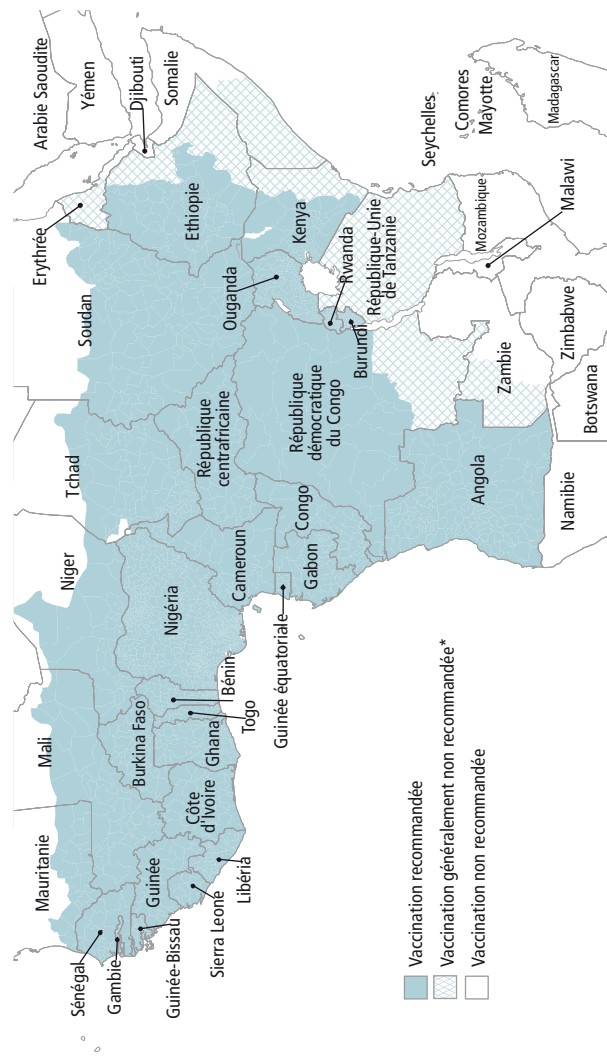 Mauritanie
Mali
Niger
Tchad
Soudan
Erythrée
Arabie Saoudite
Yémen
Djibouti
Somalie
Sénégal
Gambie
Guinée-Bissau
Guinée
Sierra Leone
Libéria
Côte
d'Ivoire
Burkina Faso
Ghana
Togo
Bénin
Nigéria
Cameroun
Guinée équatoriale
Gabon
Congo
République
centrafricaine
République
démocratique
du Congo
Ouganda
Ethiopie
Kenya
Rwanda
Burundi
République-Unie
de Tanzanie
Seychelles
Comores
Mayotte
Madagascar
Mozambique
Malawi
Angola
Zambie
Zimbabwe
Botswana
Namibie
Vaccination recommandée
Vaccination généralement non recommandée*
Vaccination non recommandée